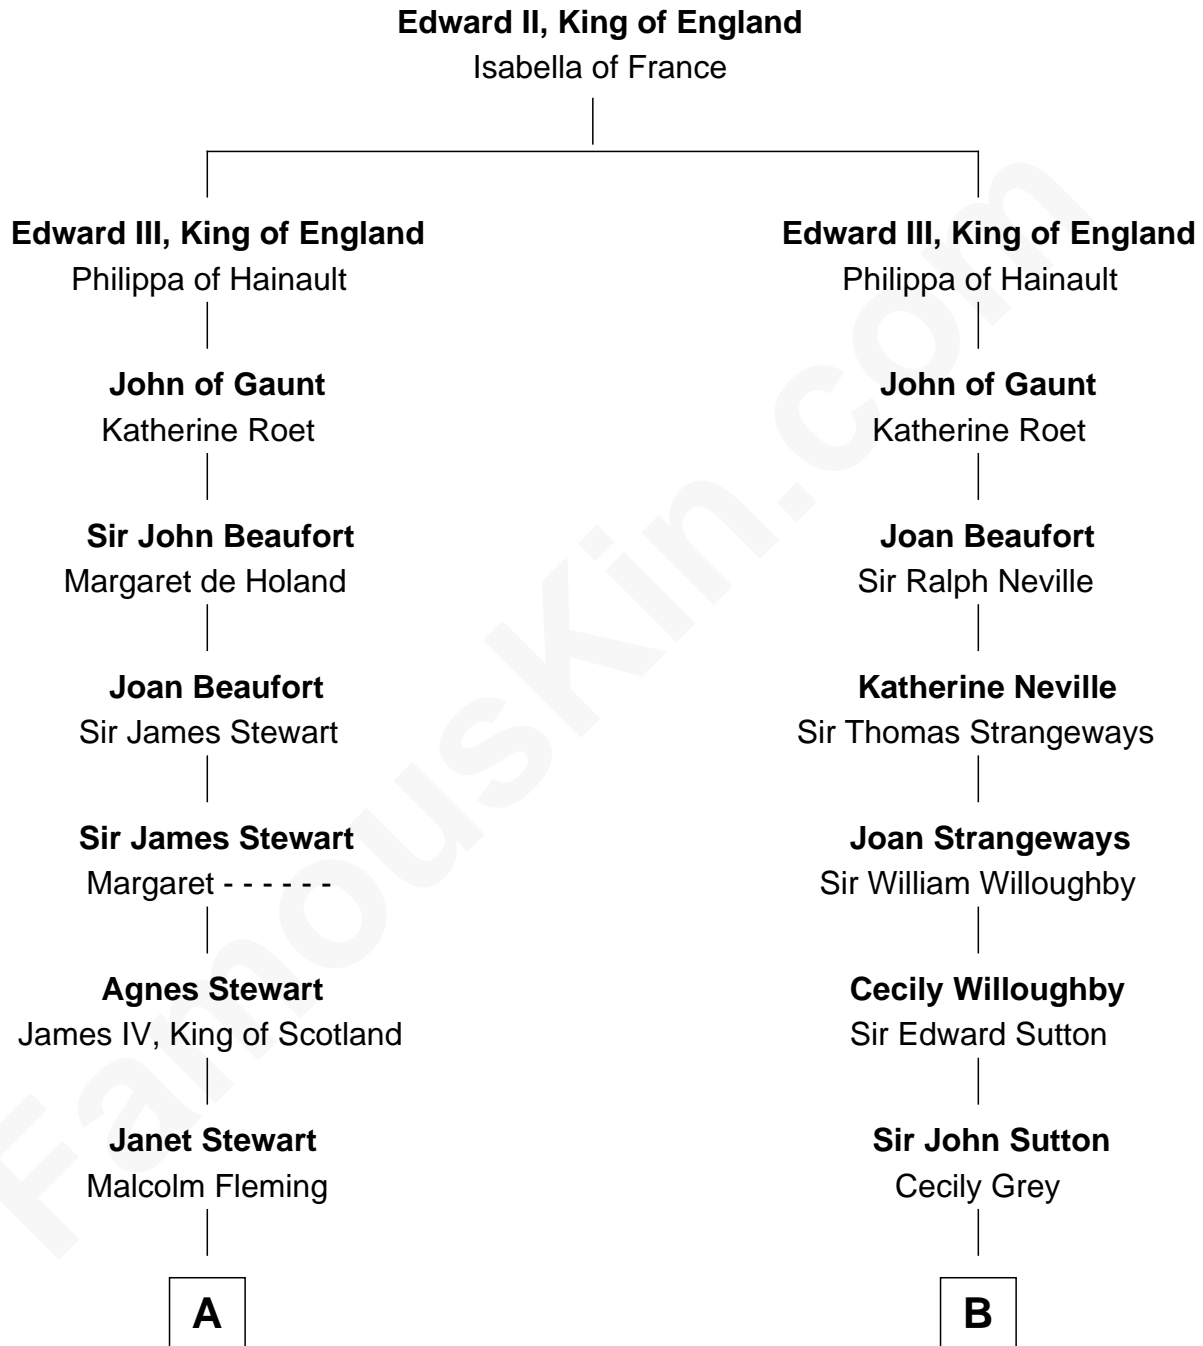 Edward II, King of England
Isabella of France
Edward III, King of England
Philippa of Hainault
John of Gaunt
Katherine Roet
Sir John Beaufort
Margaret de Holand
Joan Beaufort
Sir James Stewart
Sir James Stewart
Margaret - - - - - -
Agnes Stewart
James IV, King of Scotland
Janet Stewart
Malcolm Fleming
A
Edward III, King of England
Philippa of Hainault
John of Gaunt
Katherine Roet
Joan Beaufort
Sir Ralph Neville
Katherine Neville
Sir Thomas Strangeways
Joan Strangeways
Sir William Willoughby
Cecily Willoughby
Sir Edward Sutton
Sir John Sutton
Cecily Grey
B
FamousKin.com